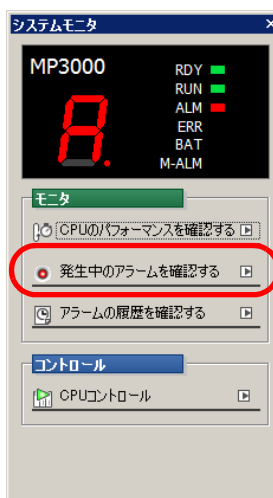 システムモニタ
MP3000
RDY
RUN
ALM
ERR
BAT
M-ALM
A.
モニタ
CPUのパフォーマンスを確認する
発生中のアラームを確認する
アラームの履歴を確認する
コントロール
CPUコントロール